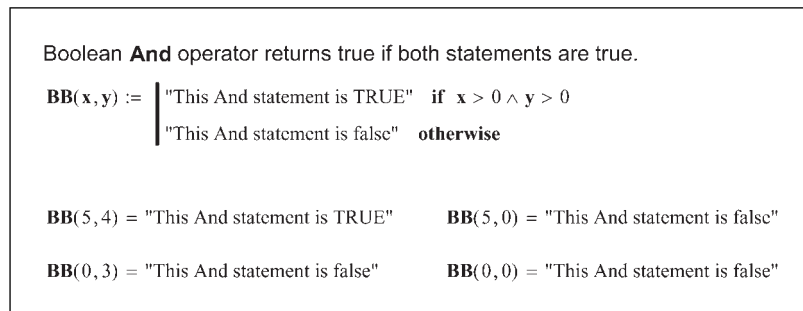 Boolean And operator returns true if both statements are true.
BB(x,y) := "This And statement is TRUE" if x > 0 ∧ y > 0
"This And statement is false" otherwise
BB(5,4) = "This And statement is TRUE" BB(5,0) = "This And statement is false"
BB(0,3) = "This And statement is false" BB(0,0) = "This And statement is false"